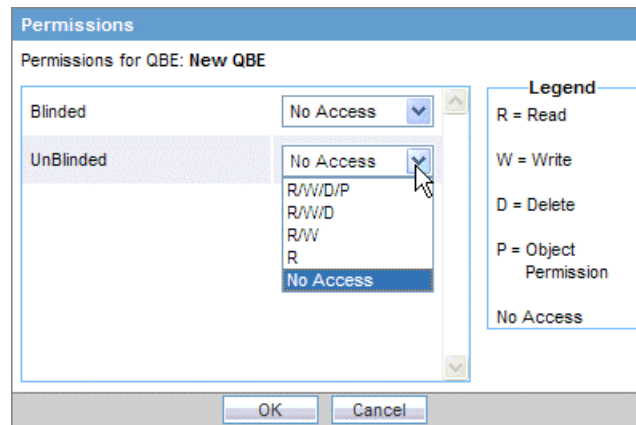 Permissions
Permissions for QBE: New QBE
Blinded
No Access
UnBlinded
No Access
R/W/D/P
R/W/D
R/W
R
No Access
Legend
R = Read
W = Write
D = Delete
P = Object
Permission
No Access
OK
Cancel